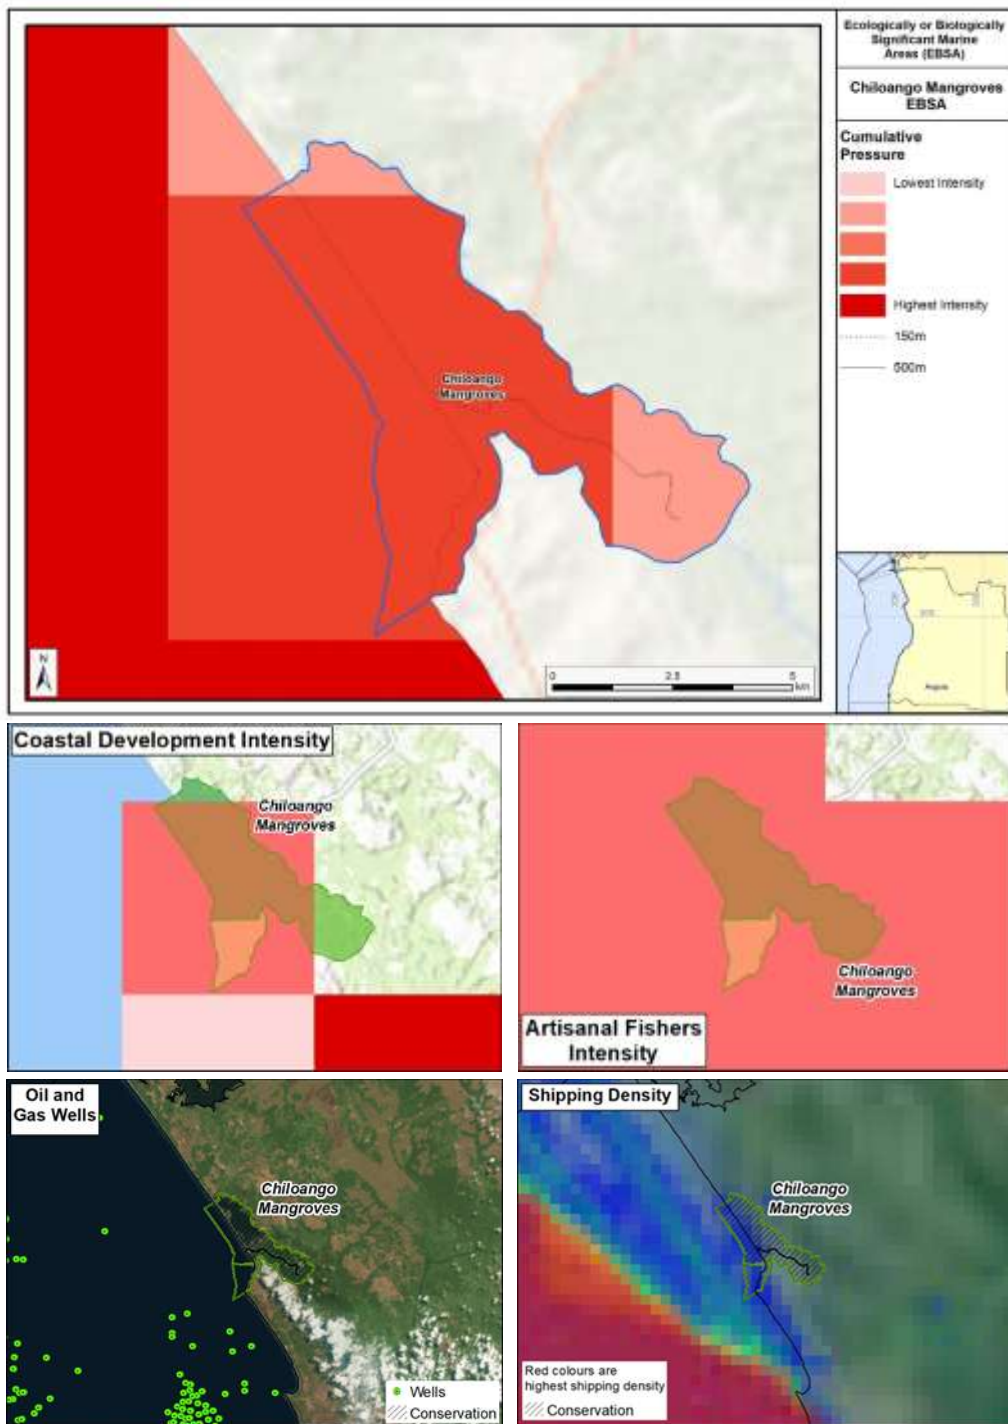 Ecologically or Biologically
Significant Marine
Areas (EBSA)
Chiloango Mangroves
EBSA
Cumulative
Pressure
Lowest Intensity
Highest Intensity
150m
500m
Chiloango
Mangroves
N
0
2.5
5
km
Angola
Coastal Development Intensity
Chiloango
Mangroves
Artisanal Fishers
Intensity
Chiloango
Mangroves
Oil and
Gas Wells
Chiloango
Mangroves
Wells
Conservation
Shipping Density
Chiloango
Mangroves
Red colours are
highest shipping density
Conservation